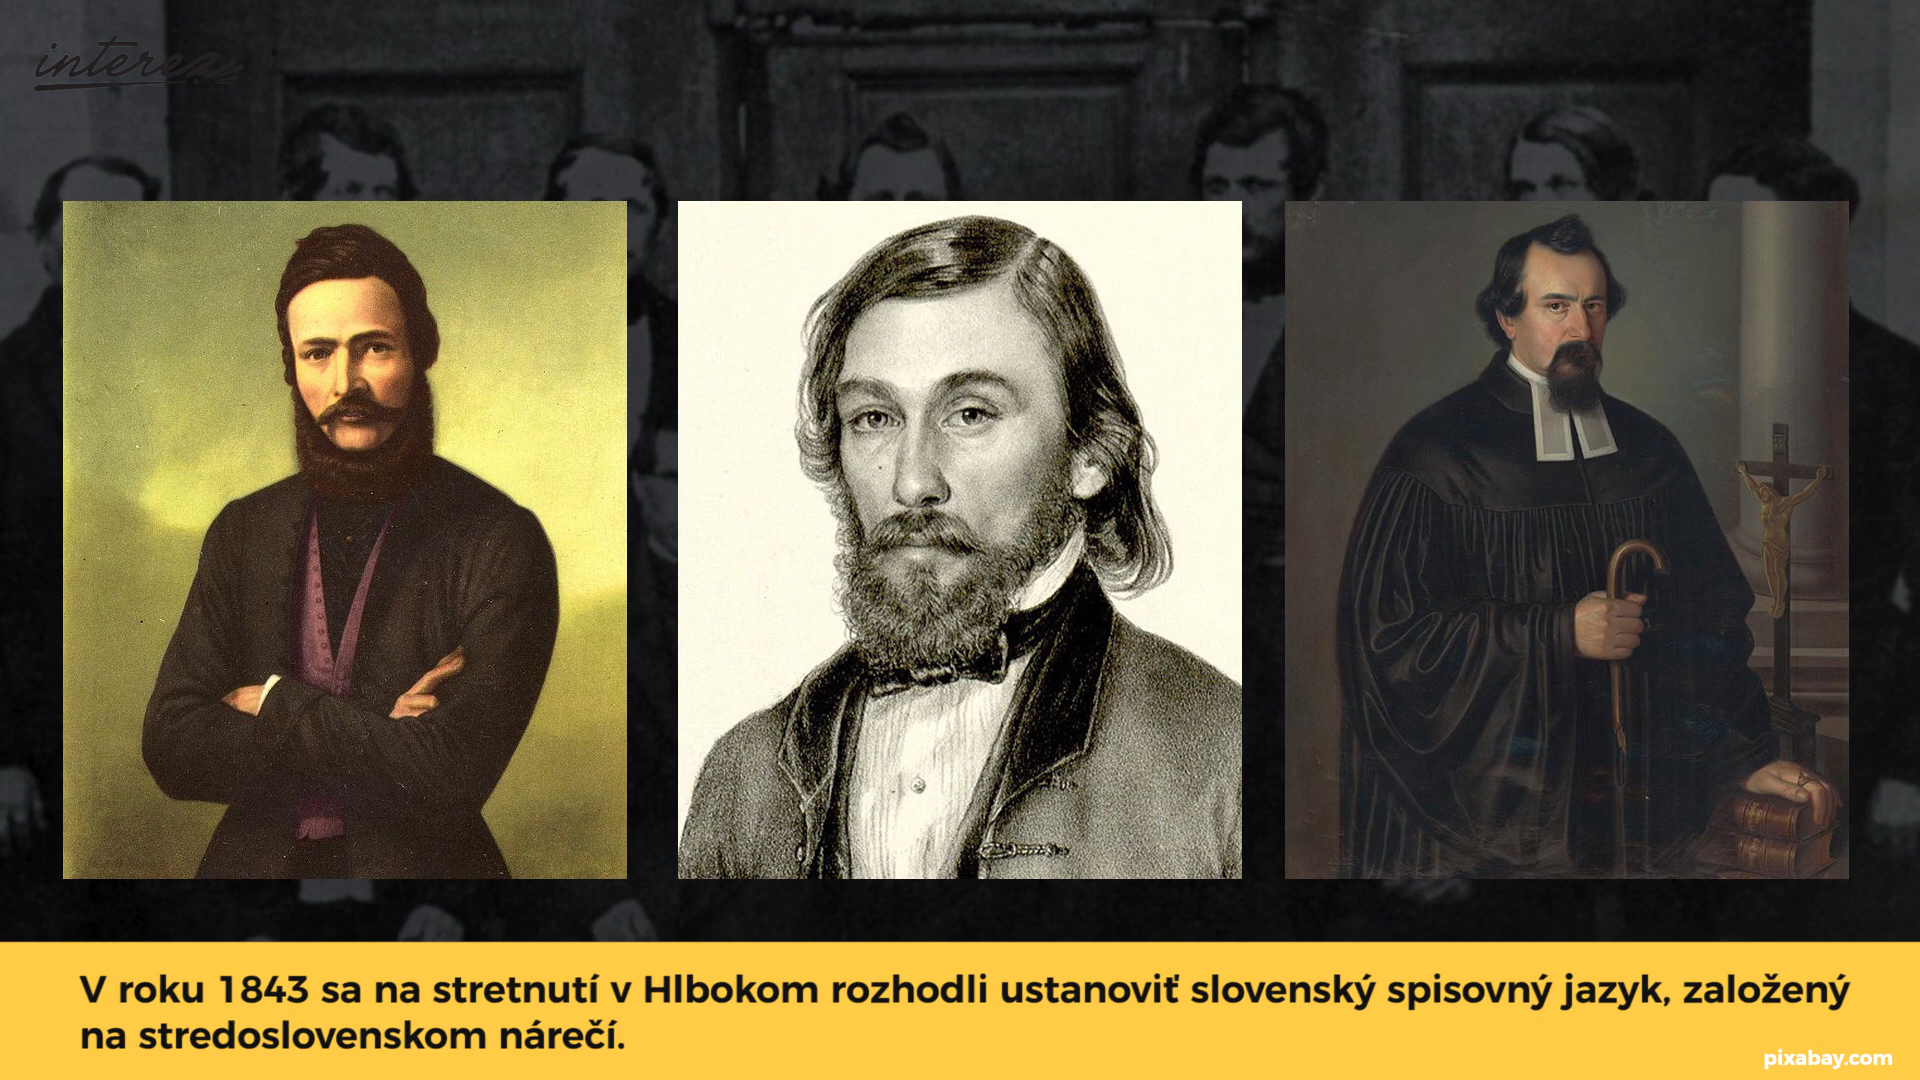 interez
V roku 1843 sa na stretnutí v Hlbokom rozhodli ustanoviť slovenský spisovný jazyk, založený
na stredoslovenskom nárečí.
pixabay.com